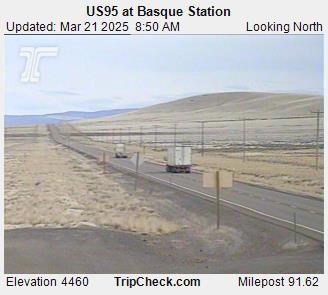 US95 at Basque Station
Updated: Mar 21 2025 8:50 AM Looking North
Elevation 4460 TripCheck.com Milepost 91.62